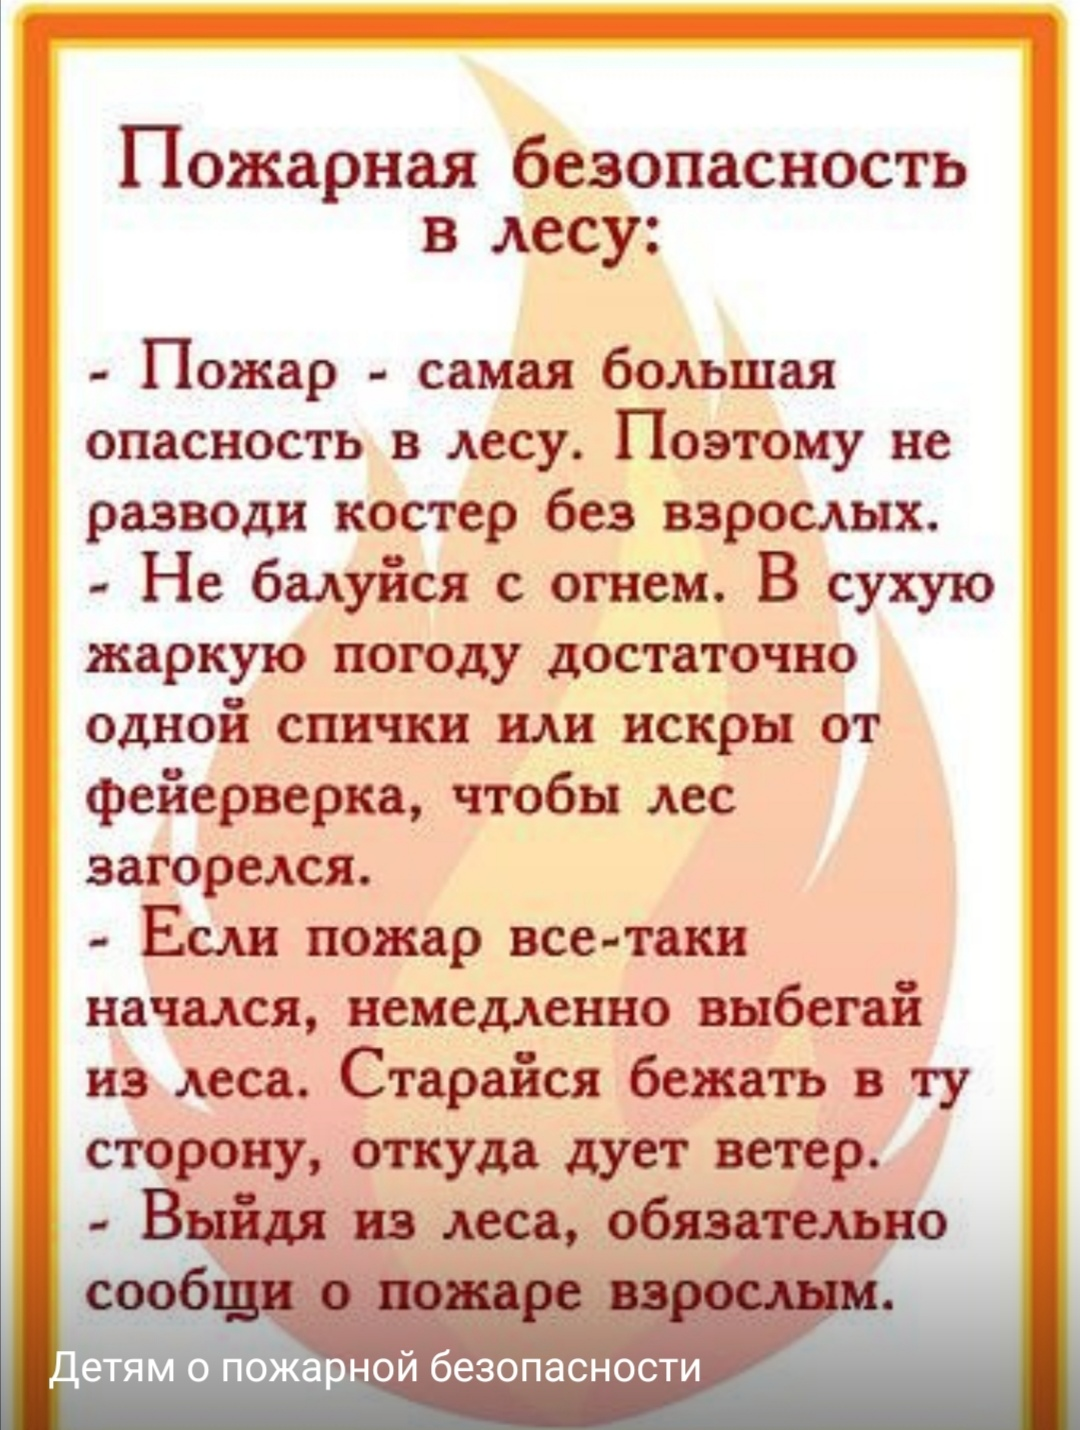 Пожарная безопасность
в лесу:
- Пожар - самая большая
опасность в лесу. Поэтому не
разводи костер без взрослых.
- Не балуйся с огнем. В сухую
жаркую погоду достаточно
одной спички или искры от
фейерверка, чтобы лес
загорелся.
- Если пожар все-таки
начался, немедленно выбегай
из леса. Старайся бежать в ту
сторону, откуда дует ветер.
- Выйдя из леса, обязательно
сообщи о пожаре взрослым.
Детям о пожарной безопасности